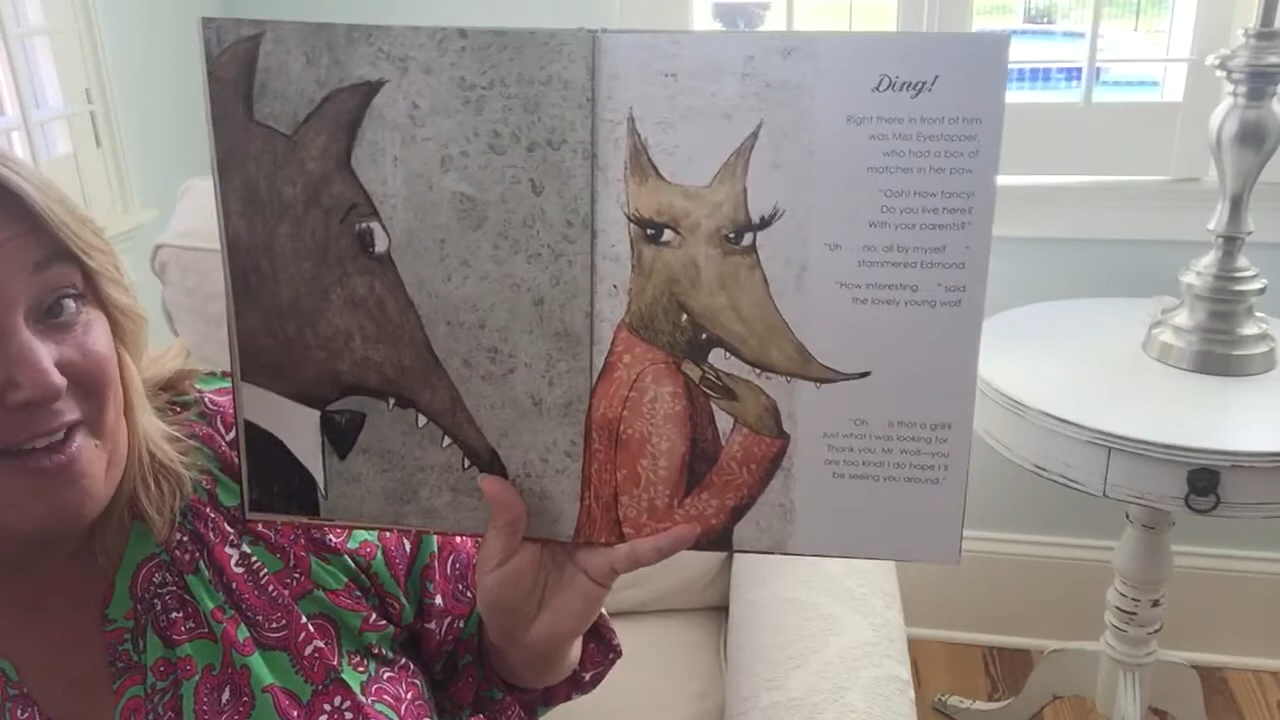 Ding!
Right there in front of him
was Miss Eyestopper,
who had a box of
matches in her paw.
"Ooh! How fancy!
Do you live here?
With your parents?"
"Uh . . . no, all by myself . . ."
stammered Edmond.
"How interesting. . . ." said
the lovely young wolf.
"Oh . . . is that a grill?
Just what I was looking for.
Thank you, Mr. Wolf—you
are too kind! I do hope I'll
be seeing you around."